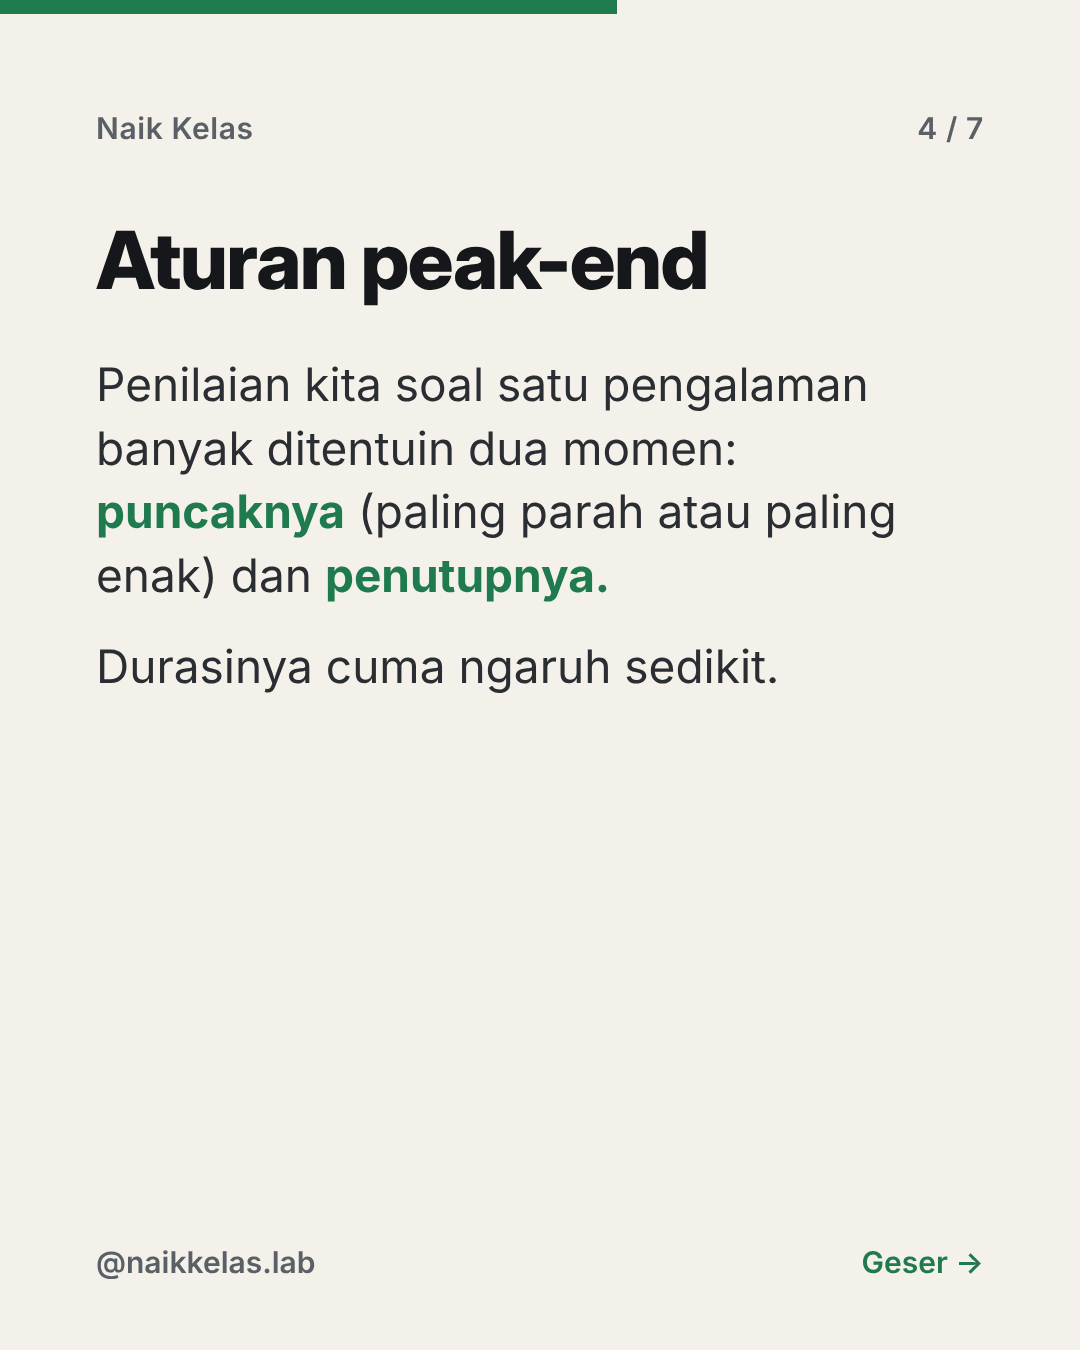 Naik Kelas
4 / 7
Aturan peak-end
Penilaian kita soal satu pengalaman
banyak ditentuin dua momen:
puncaknya (paling parah atau paling
enak) dan penutupnya.
Durasinya cuma ngaruh sedikit.
@naikkelas.lab
Geser →